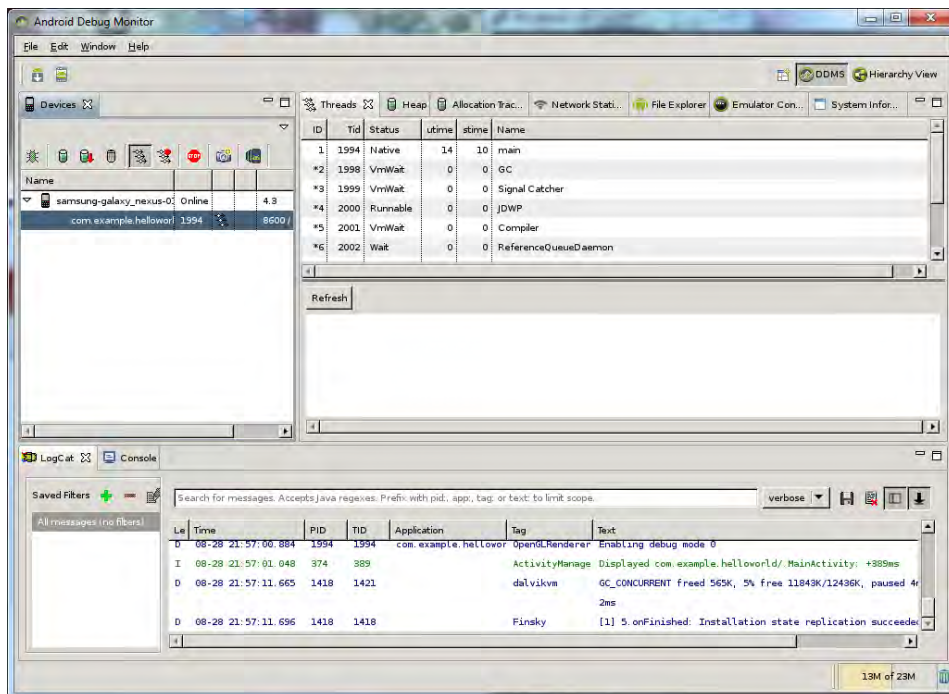 Android Debug Monitor
File Edit Window Help
DDMS Hierarchy View
Devices
Name
samsung-galaxy_nexus-0 Online 4.3
com.example.hellowor 1994 8600 /
Threads Heap Allocation Trac... Network Stati... File Explorer Emulator Con... System Infor...
ID Tid Status utime stime Name
1 1994 Native 14 10 main
*2 1998 VmWait 0 0 GC
*3 1999 VmWait 0 0 Signal Catcher
*4 2000 Runnable 0 0 JDWP
*5 2001 VmWait 0 0 Compiler
*6 2002 Wait 0 0 ReferenceQueueDaemon
Refresh
LogCat Console
Saved Filters
All messages (no filters)
Search for messages. Accepts Java regexes. Prefix with pid:, app:, tag: or text: to limit scope.
verbose
Le Time PID TID Application Tag Text
D 08-28 21:57:00.884 1994 1994 com.example.hellowor OpenGLRenderer Enabling debug mode 0
I 08-28 21:57:01.048 374 389 ActivityManage Displayed com.example.helloworld/.MainActivity: +389ms
D 08-28 21:57:11.665 1418 1421 dalvikvm GC_CONCURRENT freed 565K, 5% free 11843K/12436K, paused 4m
2ms
D 08-28 21:57:11.696 1418 1418 Finsky [1] 5.onFinished: Installation state replication succeeded
13M of 23M